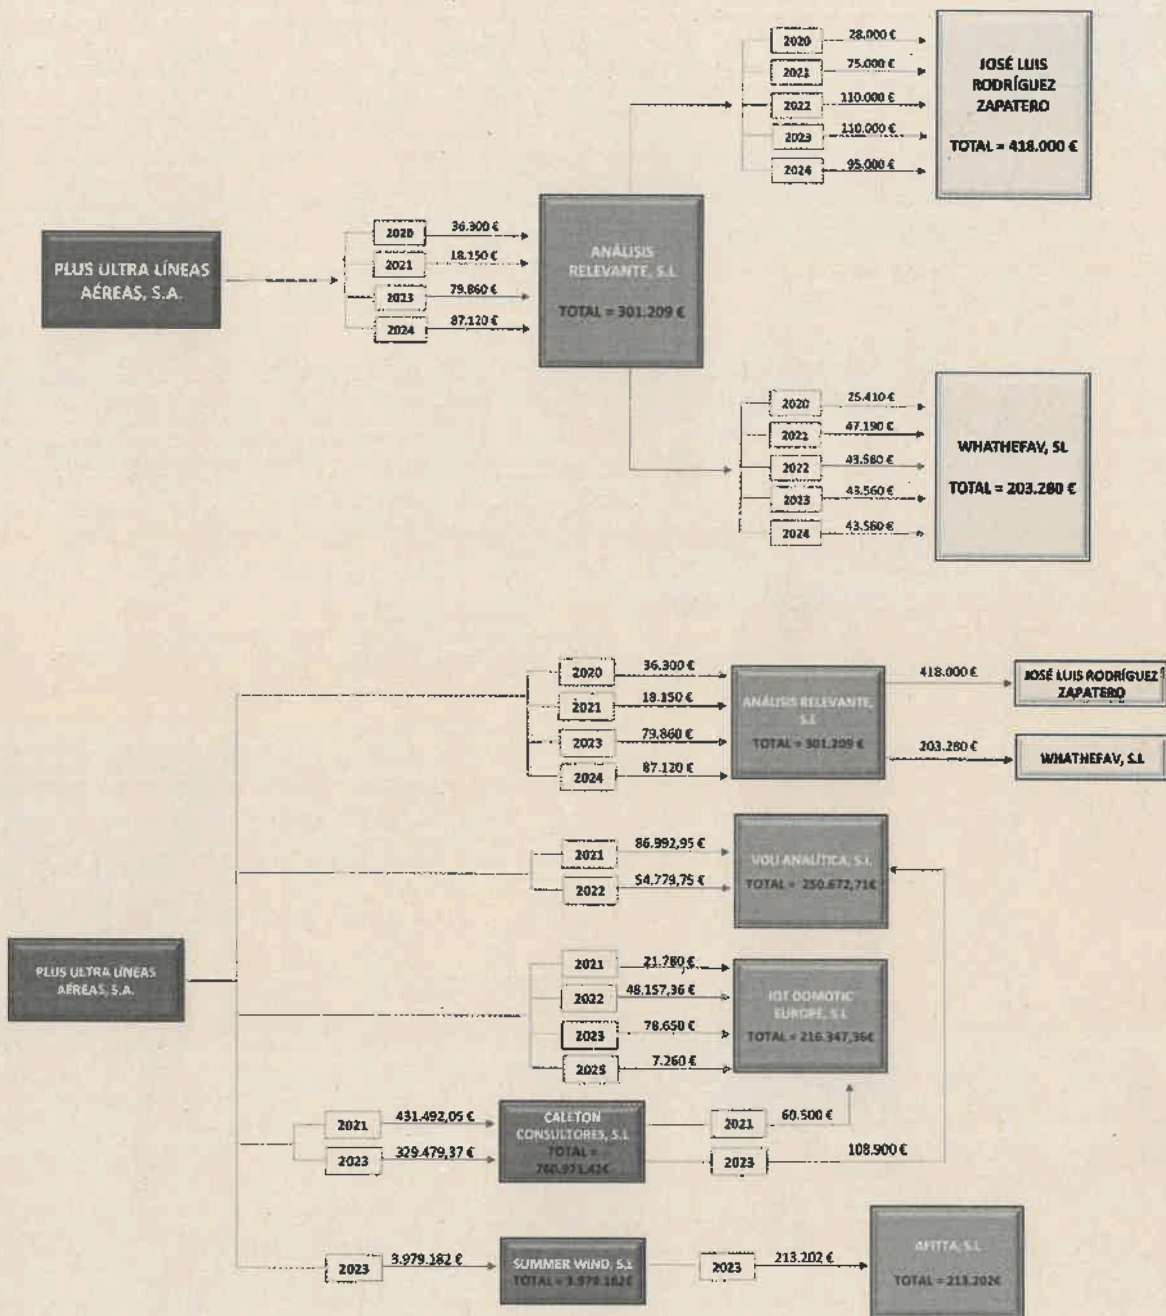 2020 28.000 €
2021 75.000 €
2022 110.000 €
2023 110.000 €
2024 95.000 €
JOSÉ LUIS
RODRÍGUEZ
ZAPATERO
TOTAL = 418.000 €
PLUS ULTRA LÍNEAS
AÉREAS, S.A.
2020 36.300 €
2021 18.150 €
2023 79.860 €
2024 87.120 €
ANÁLISIS
RELEVANTE, S.L
TOTAL = 301.209 €
2020 25.410 €
2021 47.190 €
2022 43.560 €
2023 43.560 €
2024 43.560 €
WHATHEFAV, SL
TOTAL = 203.280 €
2020 36.300 €
2021 18.150 €
2023 79.860 €
2024 87.120 €
ANÁLISIS RELEVANTE,
S.L
TOTAL = 301.209 €
418.000 €
JOSÉ LUIS RODRÍGUEZ
ZAPATERO
203.280 €
WHATHEFAV, S.L
2021 86.992,95 €
2022 54.779,75 €
VOLI ANALÍTICA, S.L
TOTAL = 250.672,71€
PLUS ULTRA LÍNEAS
AÉREAS, S.A.
2021 21.780 €
2022 48.157,36 €
2023 78.650 €
2025 7.260 €
IOT DOMOTIC
EUROPE, S.L
TOTAL = 216.347,36€
2021 431.492,05 €
2023 329.479,37 €
CALETON
CONSULTORES, S.L
TOTAL =
760.971,42€
2021 60.500 €
2023 108.900 €
2023 3.979.182 €
SUMMER WIND, S.L
TOTAL = 3.979.182€
2023 213.202 €
AFITTA, S.L
TOTAL = 213.202€